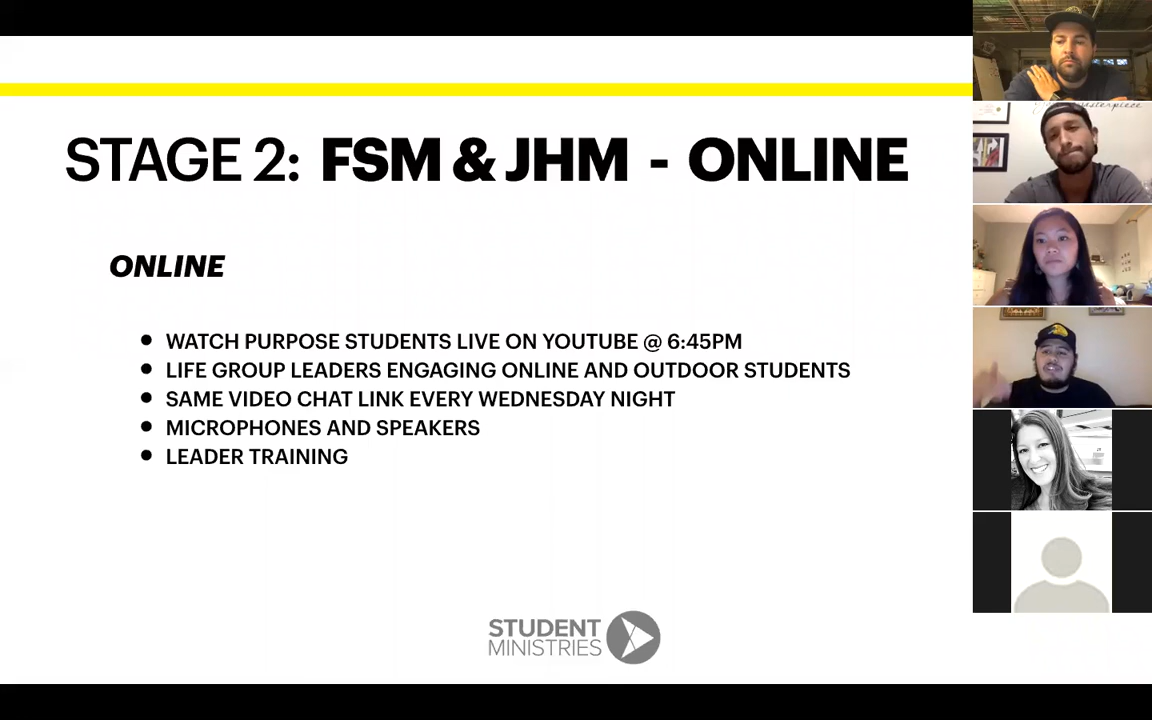 STAGE 2: FSM & JHM - ONLINE
ONLINE
• WATCH PURPOSE STUDENTS LIVE ON YOUTUBE @ 6:45PM
• LIFE GROUP LEADERS ENGAGING ONLINE AND OUTDOOR STUDENTS
• SAME VIDEO CHAT LINK EVERY WEDNESDAY NIGHT
• MICROPHONES AND SPEAKERS
• LEADER TRAINING
STUDENT
MINISTRIES